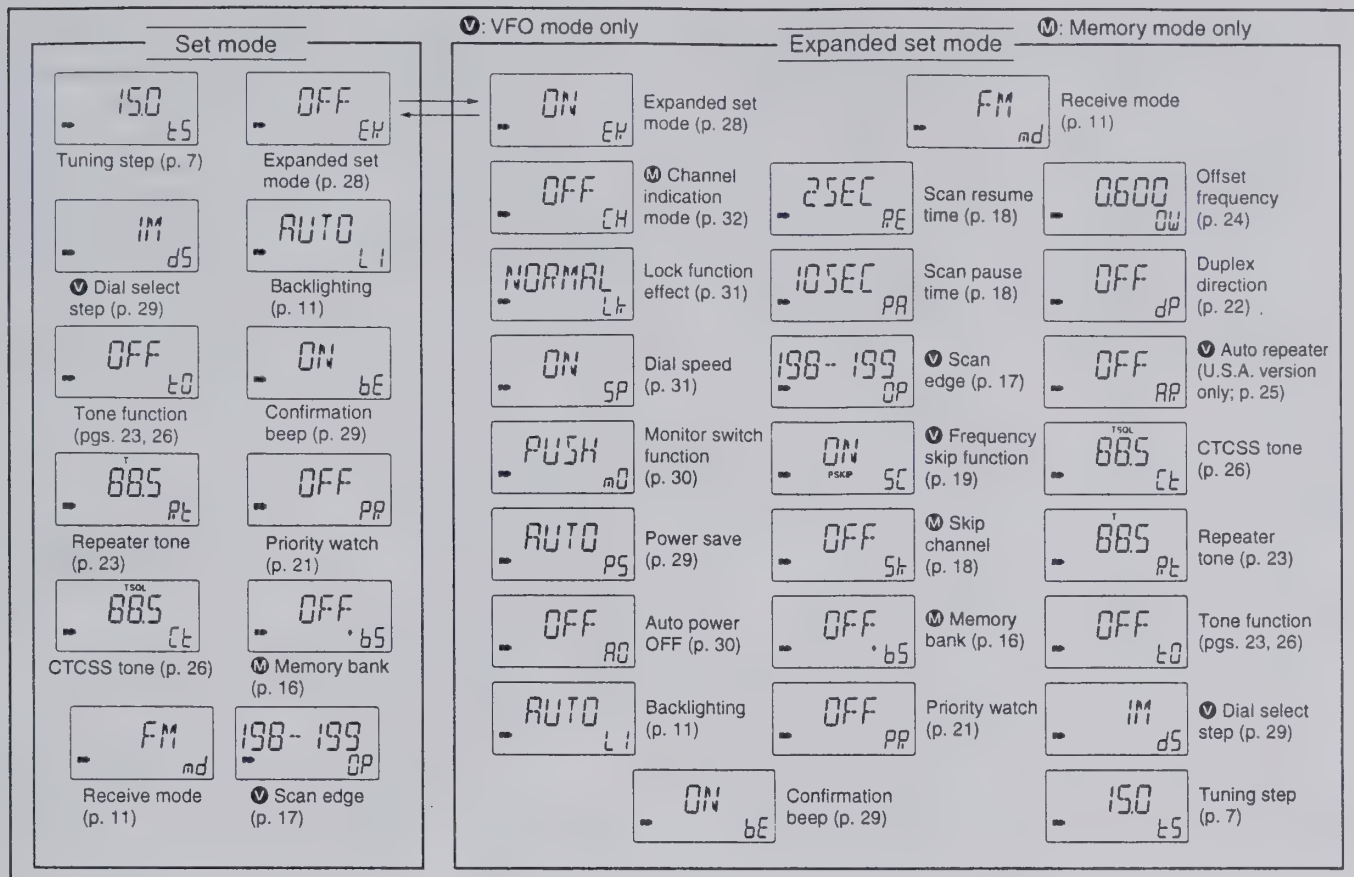 V: VFO mode only
M: Memory mode only
Set mode
15.0
tS
Tuning step (p. 7)
OFF
EX
Expanded set
mode (p. 28)
1M
dS
V Dial select
step (p. 29)
AUTO
LI
Backlighting
(p. 11)
OFF
tO
Tone function
(pgs. 23, 26)
ON
bE
Confirmation
beep (p. 29)
T
88.5
Rt
Repeater tone
(p. 23)
OFF
PR
Priority watch
(p. 21)
TSQL
88.5
Ct
CTCSS tone (p. 26)
OFF
bS
M Memory bank
(p. 16)
FM
md
Receive mode
(p. 11)
198-199
OP
V Scan edge
(p. 17)
Expanded set mode
ON
EX
Expanded set
mode (p. 28)
FM
md
Receive mode
(p. 11)
OFF
CH
M Channel
indication
mode (p. 32)
2SEC
RE
Scan resume
time (p. 18)
0.600
OW
Offset
frequency
(p. 24)
NORMAL
Lk
Lock function
effect (p. 31)
10SEC
PA
Scan pause
time (p. 18)
OFF
dP
Duplex
direction
(p. 22)
ON
SP
Dial speed
(p. 31)
198-199
OP
V Scan
edge (p. 17)
OFF
AR
V Auto repeater
(U.S.A. version
only; p. 25)
PUSH
mO
Monitor switch
function
(p. 30)
ON
PSKIP
SC
V Frequency
skip function
(p. 19)
TSQL
88.5
Ct
CTCSS tone
(p. 26)
AUTO
PS
Power save
(p. 29)
OFF
Sk
M Skip
channel
(p. 18)
T
88.5
Rt
Repeater
tone (p. 23)
OFF
AO
Auto power
OFF (p. 30)
OFF
bS
M Memory
bank (p. 16)
OFF
tO
Tone function
(pgs. 23, 26)
AUTO
LI
Backlighting
(p. 11)
OFF
PR
Priority watch
(p. 21)
1M
dS
V Dial select
step (p. 29)
ON
bE
Confirmation
beep (p. 29)
15.0
tS
Tuning step
(p. 7)